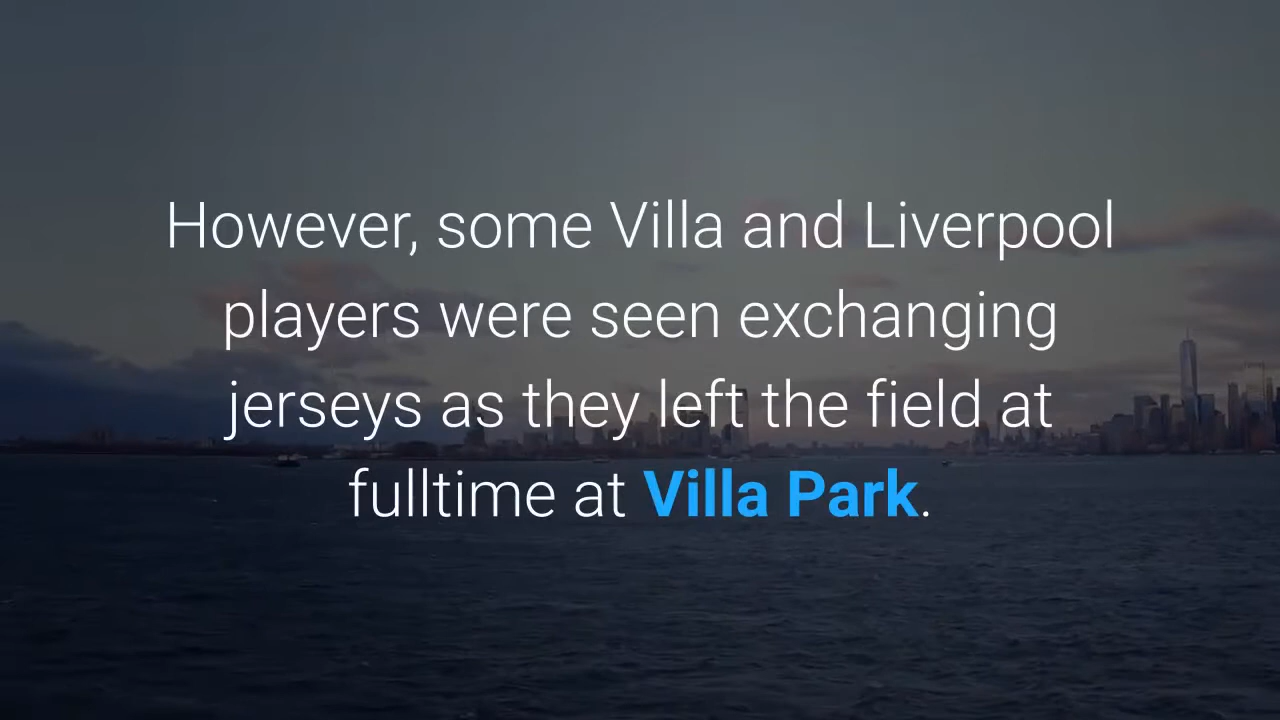 However, some Villa and Liverpool
players were seen exchanging
jerseys as they left the field at
fulltime at Villa Park.